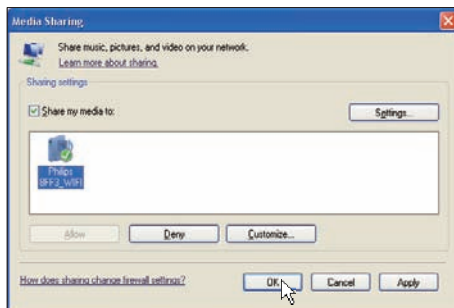 Media Sharing
Share music, pictures, and video on your network.
Learn more about sharing.
Sharing settings
Share my media to:
Settings...
Philips
8FF3_WIFI
Allow
Deny
Customize...
How does sharing change firewall settings?
OK
Cancel
Apply